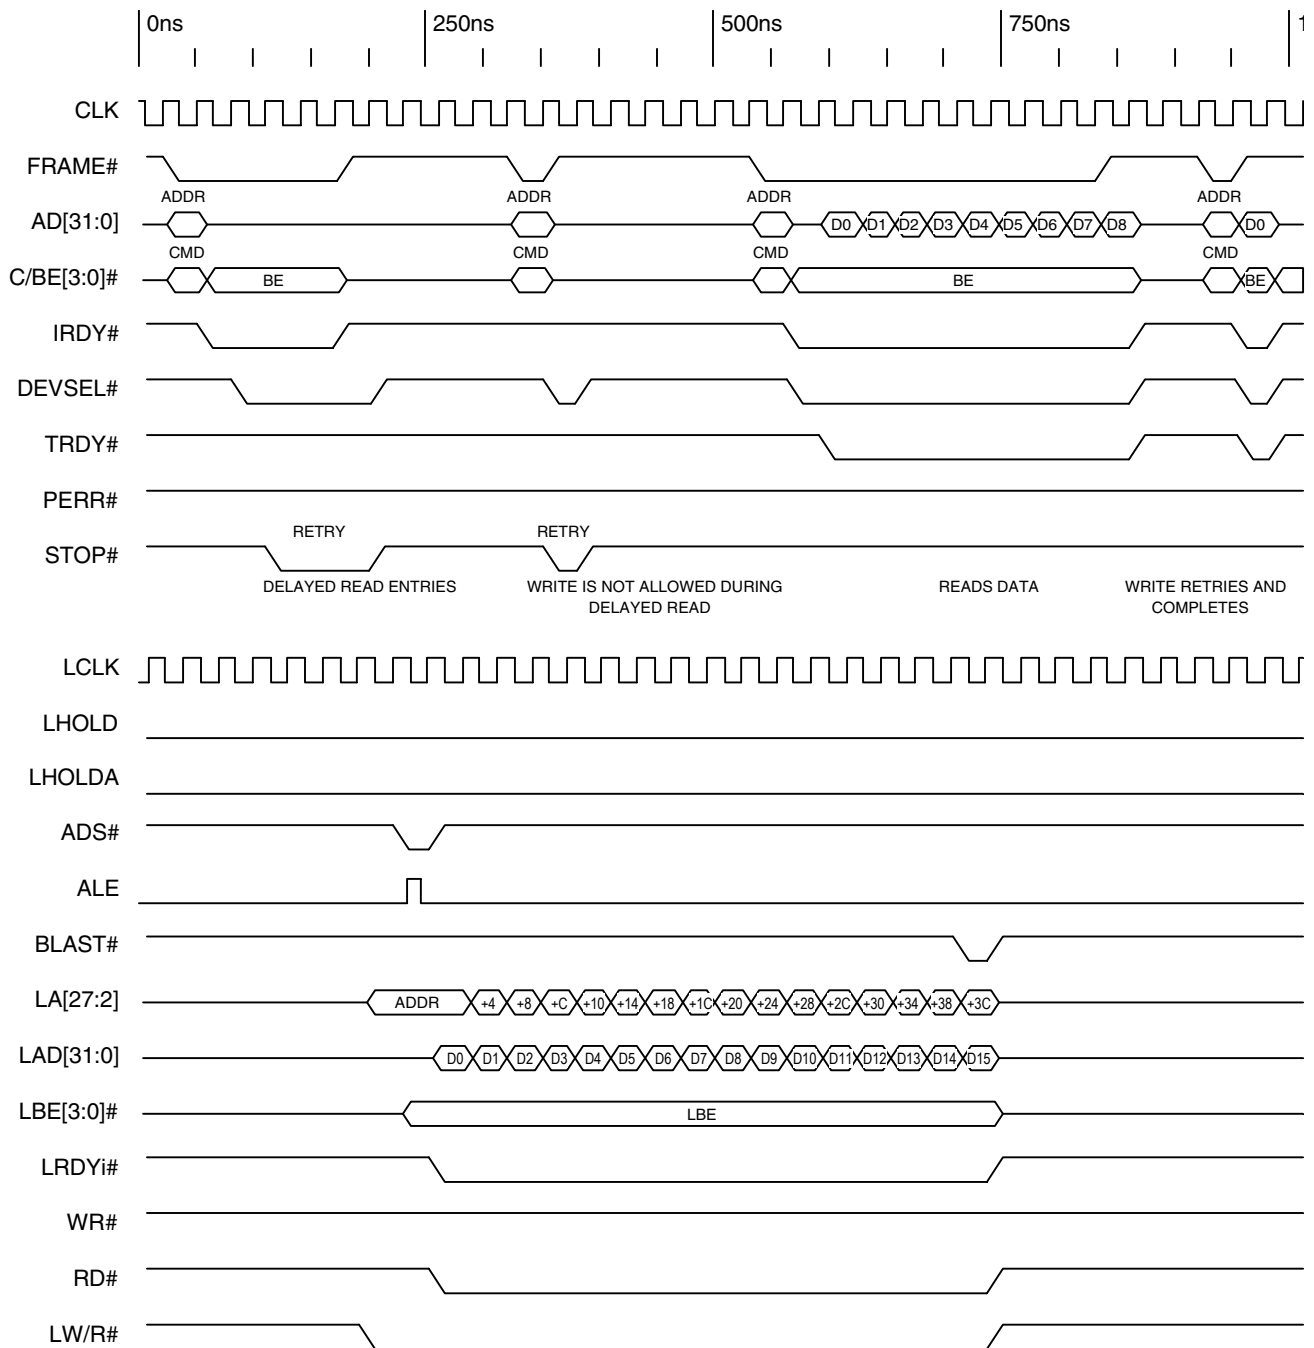 0ns 250ns 500ns 750ns 1
CLK
FRAME#
ADDR ADDR ADDR ADDR
AD[31:0] D0 D1 D2 D3 D4 D5 D6 D7 D8 D0
CMD CMD CMD CMD
C/BE[3:0]# BE BE BE
IRDY#
DEVSEL#
TRDY#
PERR#
RETRY RETRY
STOP#
DELAYED READ ENTRIES WRITE IS NOT ALLOWED DURING READS DATA WRITE RETRIES AND
DELAYED READ COMPLETES
LCLK
LHOLD
LHOLDA
ADS#
ALE
BLAST#
LA[27:2] ADDR +4 +8 +C +10 +14 +18 +1C +20 +24 +28 +2C +30 +34 +38 +3C
LAD[31:0] D0 D1 D2 D3 D4 D5 D6 D7 D8 D9 D10 D11 D12 D13 D14 D15
LBE[3:0]# LBE
LRDYi#
WR#
RD#
LW/R#